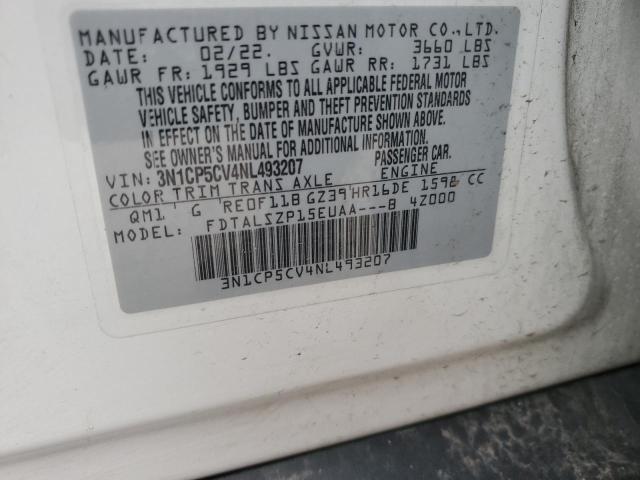 MANUFACTURED BY NISSAN MOTOR CO.,LTD.
DATE: 02/22. GVWR: 3660 LBS
GAWR FR: 1929 LBS GAWR RR: 1731 LBS
THIS VEHICLE CONFORMS TO ALL APPLICABLE FEDERAL MOTOR
VEHICLE SAFETY, BUMPER AND THEFT PREVENTION STANDARDS
IN EFFECT ON THE DATE OF MANUFACTURE SHOWN ABOVE.
SEE OWNER'S MANUAL FOR ADDITIONAL INFORMATION.
VIN: 3N1CP5CV4NL493207 PASSENGER CAR.
COLOR TRIM TRANS AXLE ENGINE
QM1 G RE0F11B GZ39 HR16DE 1598 CC
MODEL: FDTALSZP15EUAA---B 4Z000
3N1CP5CV4NL493207